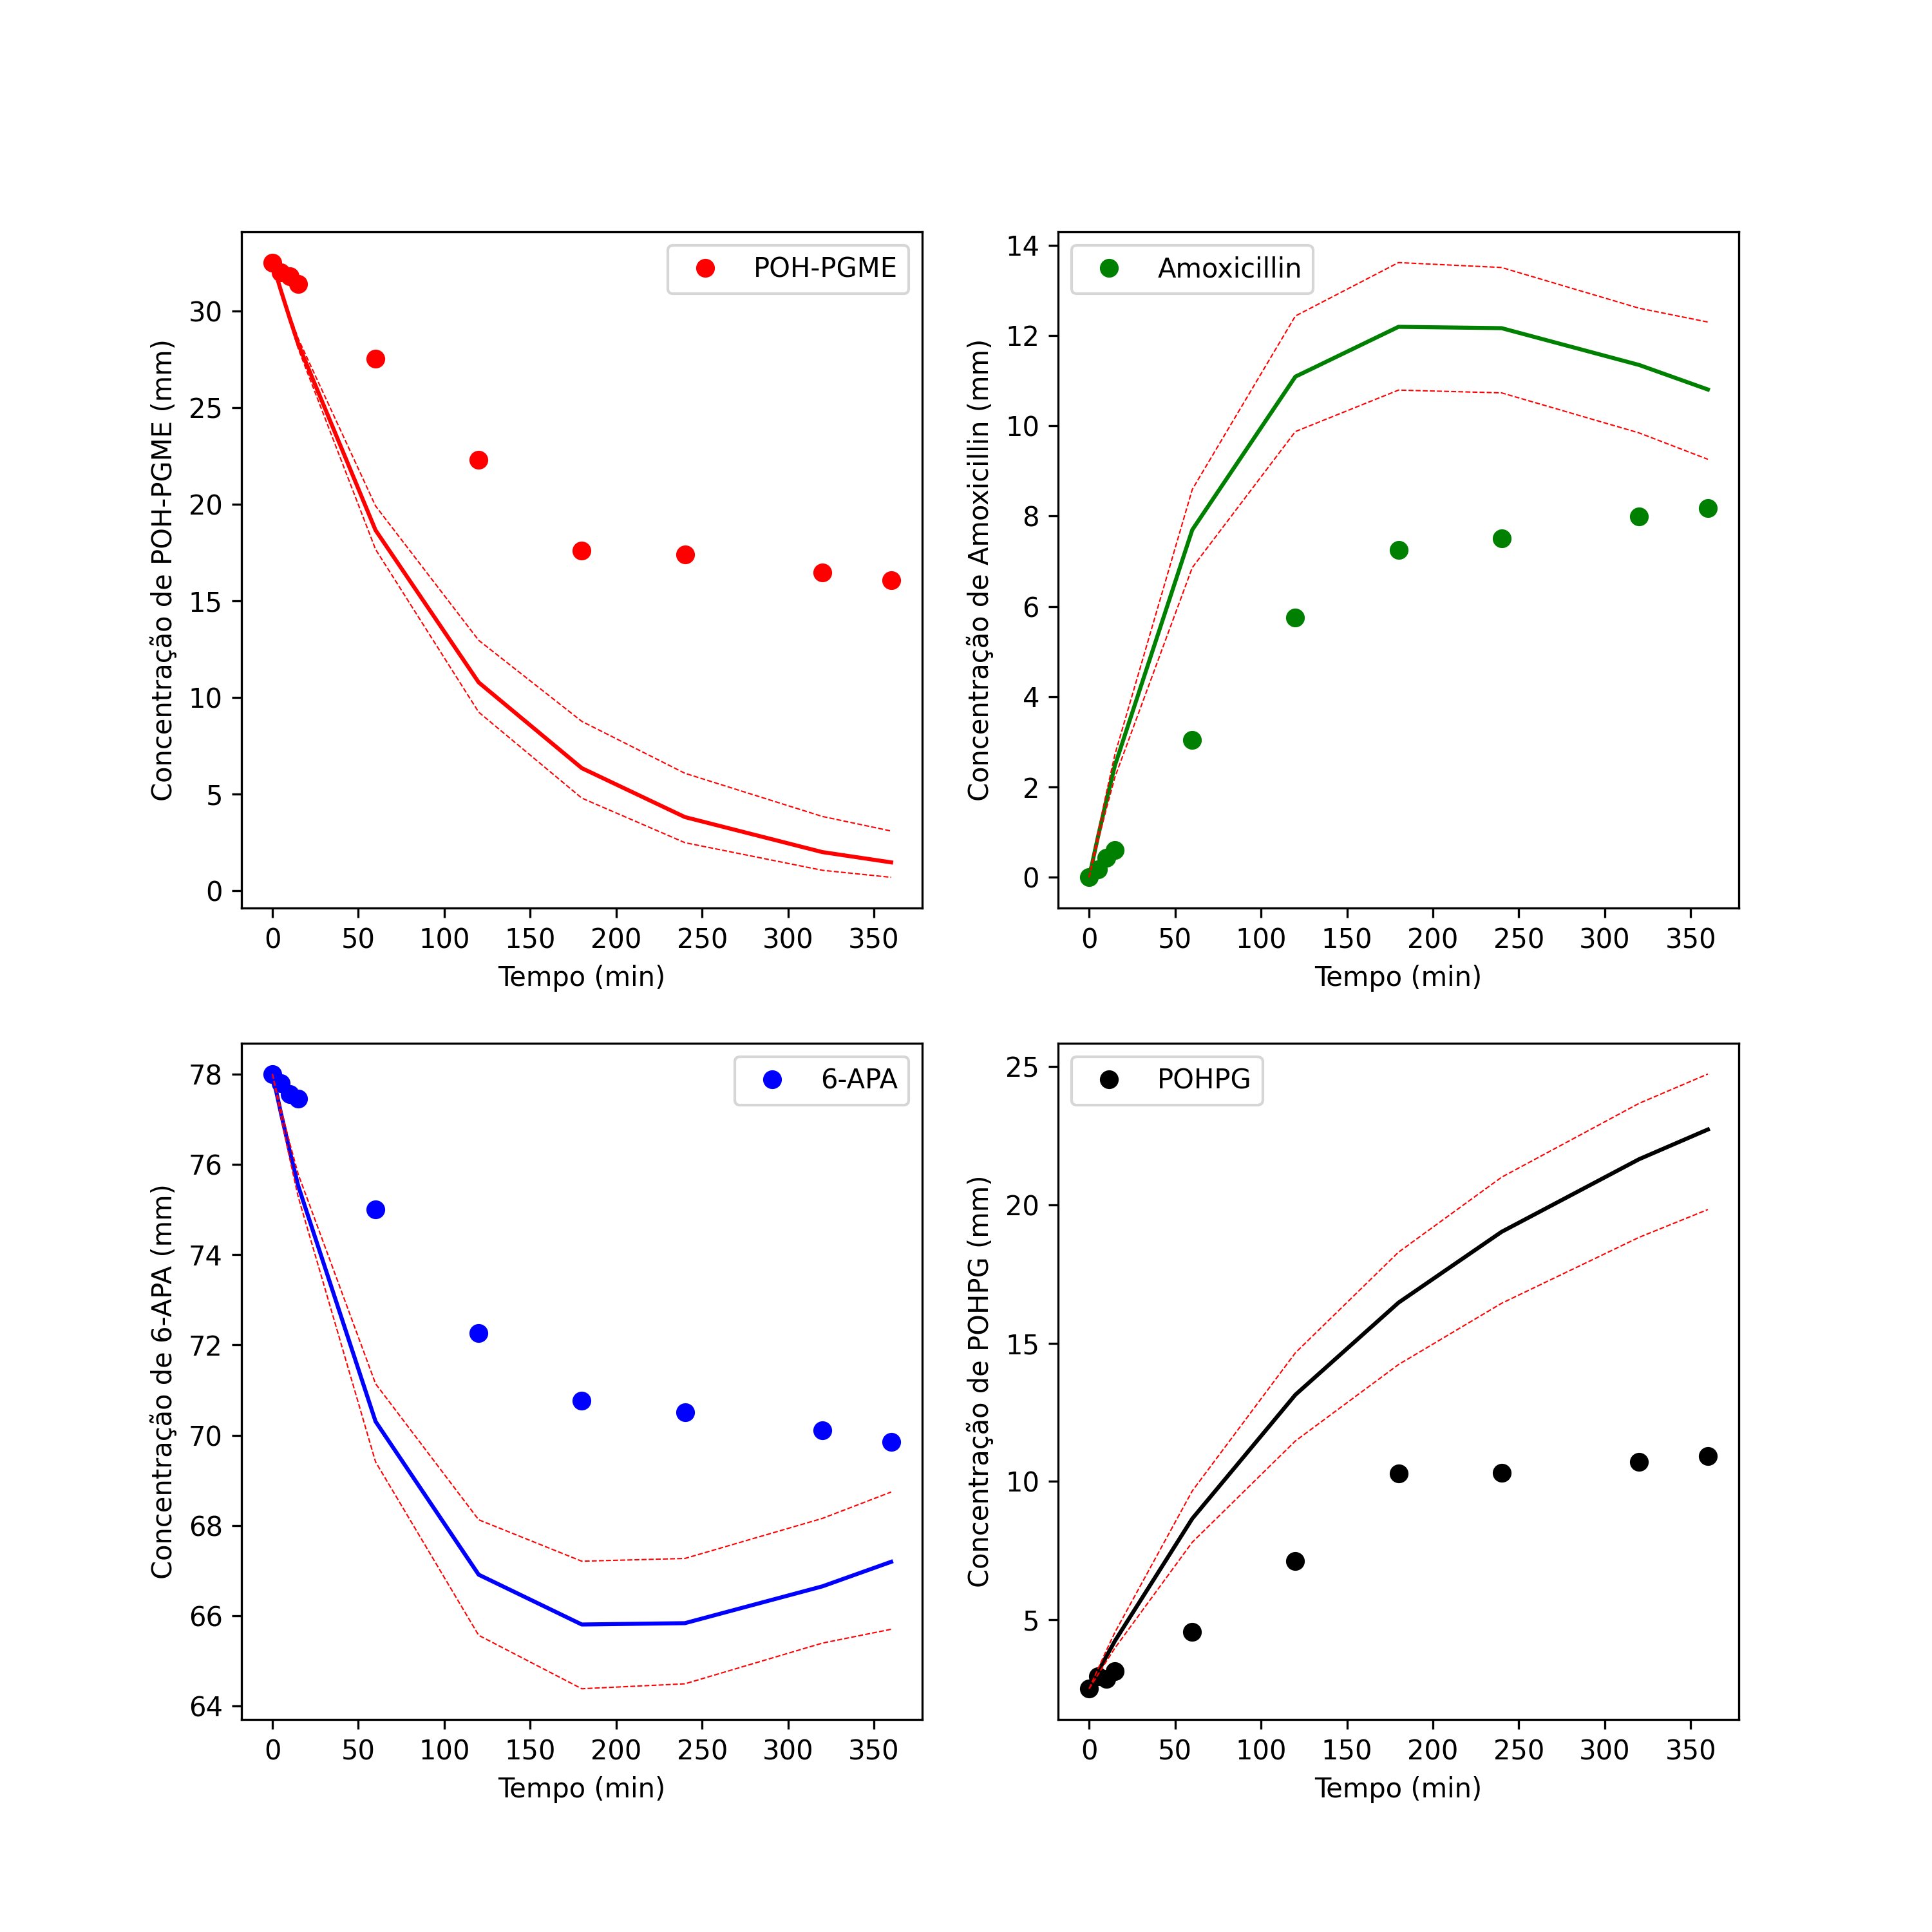 POH-PGME
30
25
20
15
10
5
0
Concentração de POH-PGME (mm)
0 50 100 150 200 250 300 350
Tempo (min)
Amoxicillin
14
12
10
8
6
4
2
0
Concentração de Amoxicillin (mm)
0 50 100 150 200 250 300 350
Tempo (min)
6-APA
78
76
74
72
70
68
66
64
Concentração de 6-APA (mm)
0 50 100 150 200 250 300 350
Tempo (min)
POHPG
25
20
15
10
5
Concentração de POHPG (mm)
0 50 100 150 200 250 300 350
Tempo (min)